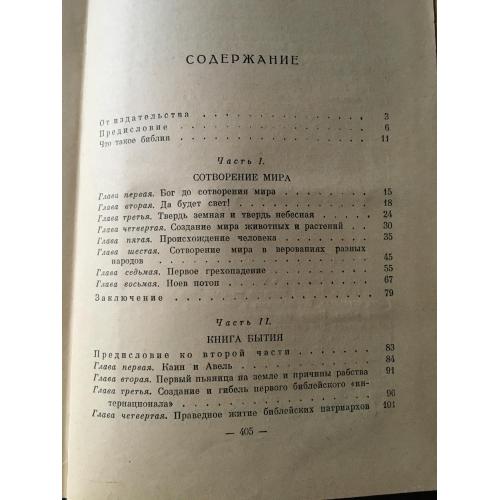 СОДЕРЖАНИЕ
От издательства . . . . . . . . . . . . . . . 3
Предисловие . . . . . . . . . . . . . . . 6
Что такое библия . . . . . . . . . . . . . . . 11
Часть I.
СОТВОРЕНИЕ МИРА
Глава первая. Бог до сотворения мира . . . . . . . . 15
Глава вторая. Да будет свет! . . . . . . . . . . 18
Глава третья. Твердь земная и твердь небесная . . . . . 24
Глава четвертая. Создание мира животных и растений . . . 30
Глава пятая. Происхождение человека . . . . . . . . 35
Глава шестая. Сотворение мира в верованиях разных
народов . . . . . . . . . . . . . . . 45
Глава седьмая. Первое грехопадение . . . . . . . . 55
Глава восьмая. Ноев потоп . . . . . . . . . . 67
Заключение . . . . . . . . . . . . . . . 79
Часть II.
КНИГА БЫТИЯ
Предисловие ко второй части . . . . . . . . . . 83
Глава первая. Каин и Авель . . . . . . . . . . 84
Глава вторая. Первый пьяница на земле и причины рабства 91
Глава третья. Создание и гибель первого библейского «ин-
тернационала» . . . . . . . . . . . . . 96
Глава четвертая. Праведное житие библейских патриархов 101
— 405 —